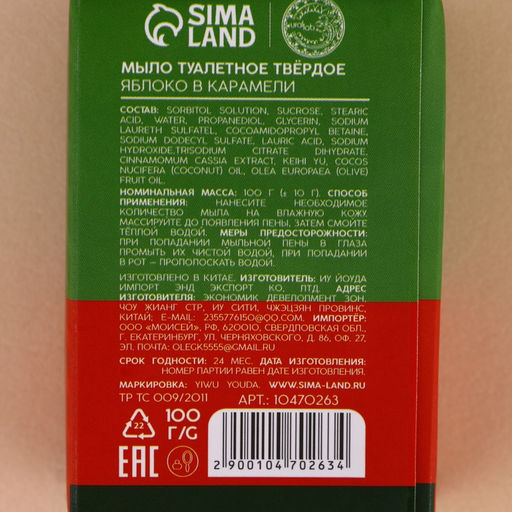 SIMA
LAND
МЫЛО ТУАЛЕТНОЕ ТВЁРДОЕ
ЯБЛОКО В КАРАМЕЛИ
СОСТАВ: SORBITOL SOLUTION, SUCROSE, STEARIC
ACID, WATER, PROPANEDIOL, GLYCERIN, SODIUM
LAURETH SULFATEL, COCOAMIDOPROPYL BETAINE,
SODIUM DODECYL SULFATE, LAURIC ACID, SODIUM
HYDROXIDE,TRISODIUM CITRATE DIHYDRATE,
CINNAMOMUM CASSIA EXTRACT, KEIHI YU, COCOS
NUCIFERA (COCONUT) OIL, OLEA EUROPAEA (OLIVE)
FRUIT OIL.
НОМИНАЛЬНАЯ МАССА: 100 Г (± 10 Г). СПОСОБ
ПРИМЕНЕНИЯ: НАНЕСИТЕ НЕОБХОДИМОЕ
КОЛИЧЕСТВО МЫЛА НА ВЛАЖНУЮ КОЖУ,
МАССИРУЙТЕ ДО ПОЯВЛЕНИЯ ПЕНЫ, ЗАТЕМ СМОЙТЕ
ТЁПЛОЙ ВОДОЙ. МЕРЫ ПРЕДОСТОРОЖНОСТИ:
ПРИ ПОПАДАНИИ МЫЛЬНОЙ ПЕНЫ В ГЛАЗА
ПРОМЫТЬ ИХ ЧИСТОЙ ВОДОЙ, ПРИ ПОПАДАНИИ
В РОТ – ПРОПОЛОСКАТЬ ВОДОЙ.
ИЗГОТОВЛЕНО В КИТАЕ. ИЗГОТОВИТЕЛЬ: ИУ ЙОУДА
ИМПОРТ ЭНД ЭКСПОРТ КО, ЛТД. АДРЕС
ИЗГОТОВИТЕЛЯ: ЭКОНОМИК ДЕВЕЛОПМЕНТ ЗОН,
ЧОУ ЖИАНГ СТР, ИУ СИТИ, ЧЖЭЦЗЯН ПРОВИНС,
КИТАЙ; E-MAIL: 235577615O@QQ.COM. ИМПОРТЁР:
ООО «МОИСЕЙ», РФ, 620010, СВЕРДЛОВСКАЯ ОБЛ.,
Г. ЕКАТЕРИНБУРГ, УЛ. ЧЕРНЯХОВСКОГО, Д. 86, ОФ. 27,
ЭЛ. ПОЧТА: OLEGK5555@GMAIL.RU
СРОК ГОДНОСТИ: 24 МЕС. ДАТА ИЗГОТОВЛЕНИЯ:
НОМЕР ПАРТИИ РАВЕН ДАТЕ ИЗГОТОВЛЕНИЯ.
МАРКИРОВКА: YIWU YOUDA. WWW.SIMA-LAND.RU
ТР ТС 009/2011 АРТ.: 10470263
22
100
Г/G
EAC
2 900104 702634